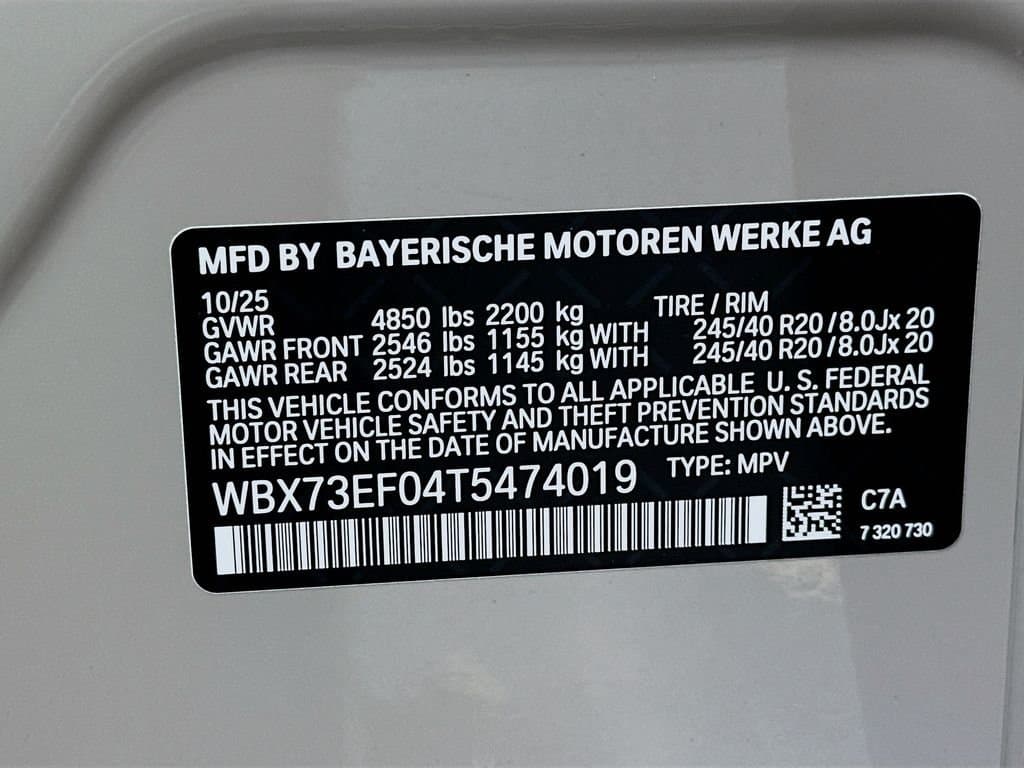 MFD BY BAYERISCHE MOTOREN WERKE AG
10/25 TIRE / RIM
GVWR 4850 lbs 2200 kg
GAWR FRONT 2546 lbs 1155 kg WITH 245/40 R20 / 8.0Jx 20
GAWR REAR 2524 lbs 1145 kg WITH 245/40 R20 / 8.0Jx 20
THIS VEHICLE CONFORMS TO ALL APPLICABLE U. S. FEDERAL
MOTOR VEHICLE SAFETY AND THEFT PREVENTION STANDARDS
IN EFFECT ON THE DATE OF MANUFACTURE SHOWN ABOVE.
WBX73EF04T5474019 TYPE: MPV
C7A
7 320 730